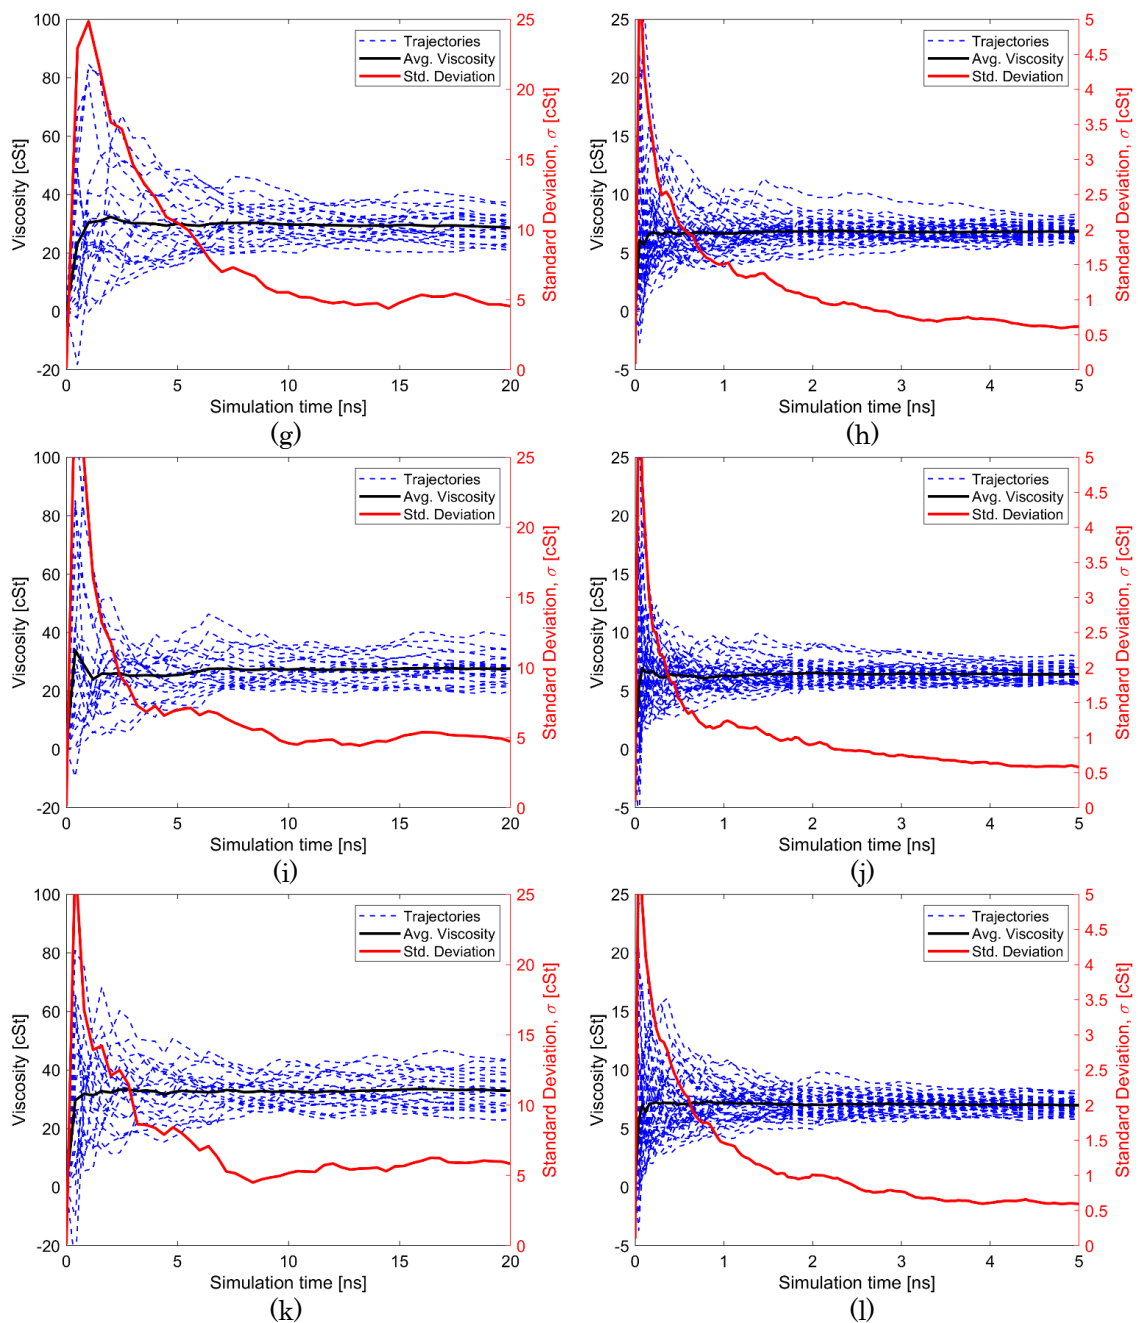 100
80
60
40
20
0
-20
Viscosity [cSt]
0 5 10 15 20
Simulation time [ns]
25
20
15
10
5
0
Standard Deviation, σ [cSt]
Trajectories
Avg. Viscosity
Std. Deviation
(g)
25
20
15
10
5
0
-5
Viscosity [cSt]
0 1 2 3 4 5
Simulation time [ns]
5
4.5
4
3.5
3
2.5
2
1.5
1
0.5
0
Standard Deviation, σ [cSt]
Trajectories
Avg. Viscosity
Std. Deviation
(h)
100
80
60
40
20
0
-20
Viscosity [cSt]
0 5 10 15 20
Simulation time [ns]
25
20
15
10
5
0
Standard Deviation, σ [cSt]
Trajectories
Avg. Viscosity
Std. Deviation
(i)
25
20
15
10
5
0
-5
Viscosity [cSt]
0 1 2 3 4 5
Simulation time [ns]
5
4.5
4
3.5
3
2.5
2
1.5
1
0.5
0
Standard Deviation, σ [cSt]
Trajectories
Avg. Viscosity
Std. Deviation
(j)
100
80
60
40
20
0
-20
Viscosity [cSt]
0 5 10 15 20
Simulation time [ns]
25
20
15
10
5
0
Standard Deviation, σ [cSt]
Trajectories
Avg. Viscosity
Std. Deviation
(k)
25
20
15
10
5
0
-5
Viscosity [cSt]
0 1 2 3 4 5
Simulation time [ns]
5
4.5
4
3.5
3
2.5
2
1.5
1
0.5
0
Standard Deviation, σ [cSt]
Trajectories
Avg. Viscosity
Std. Deviation
(l)